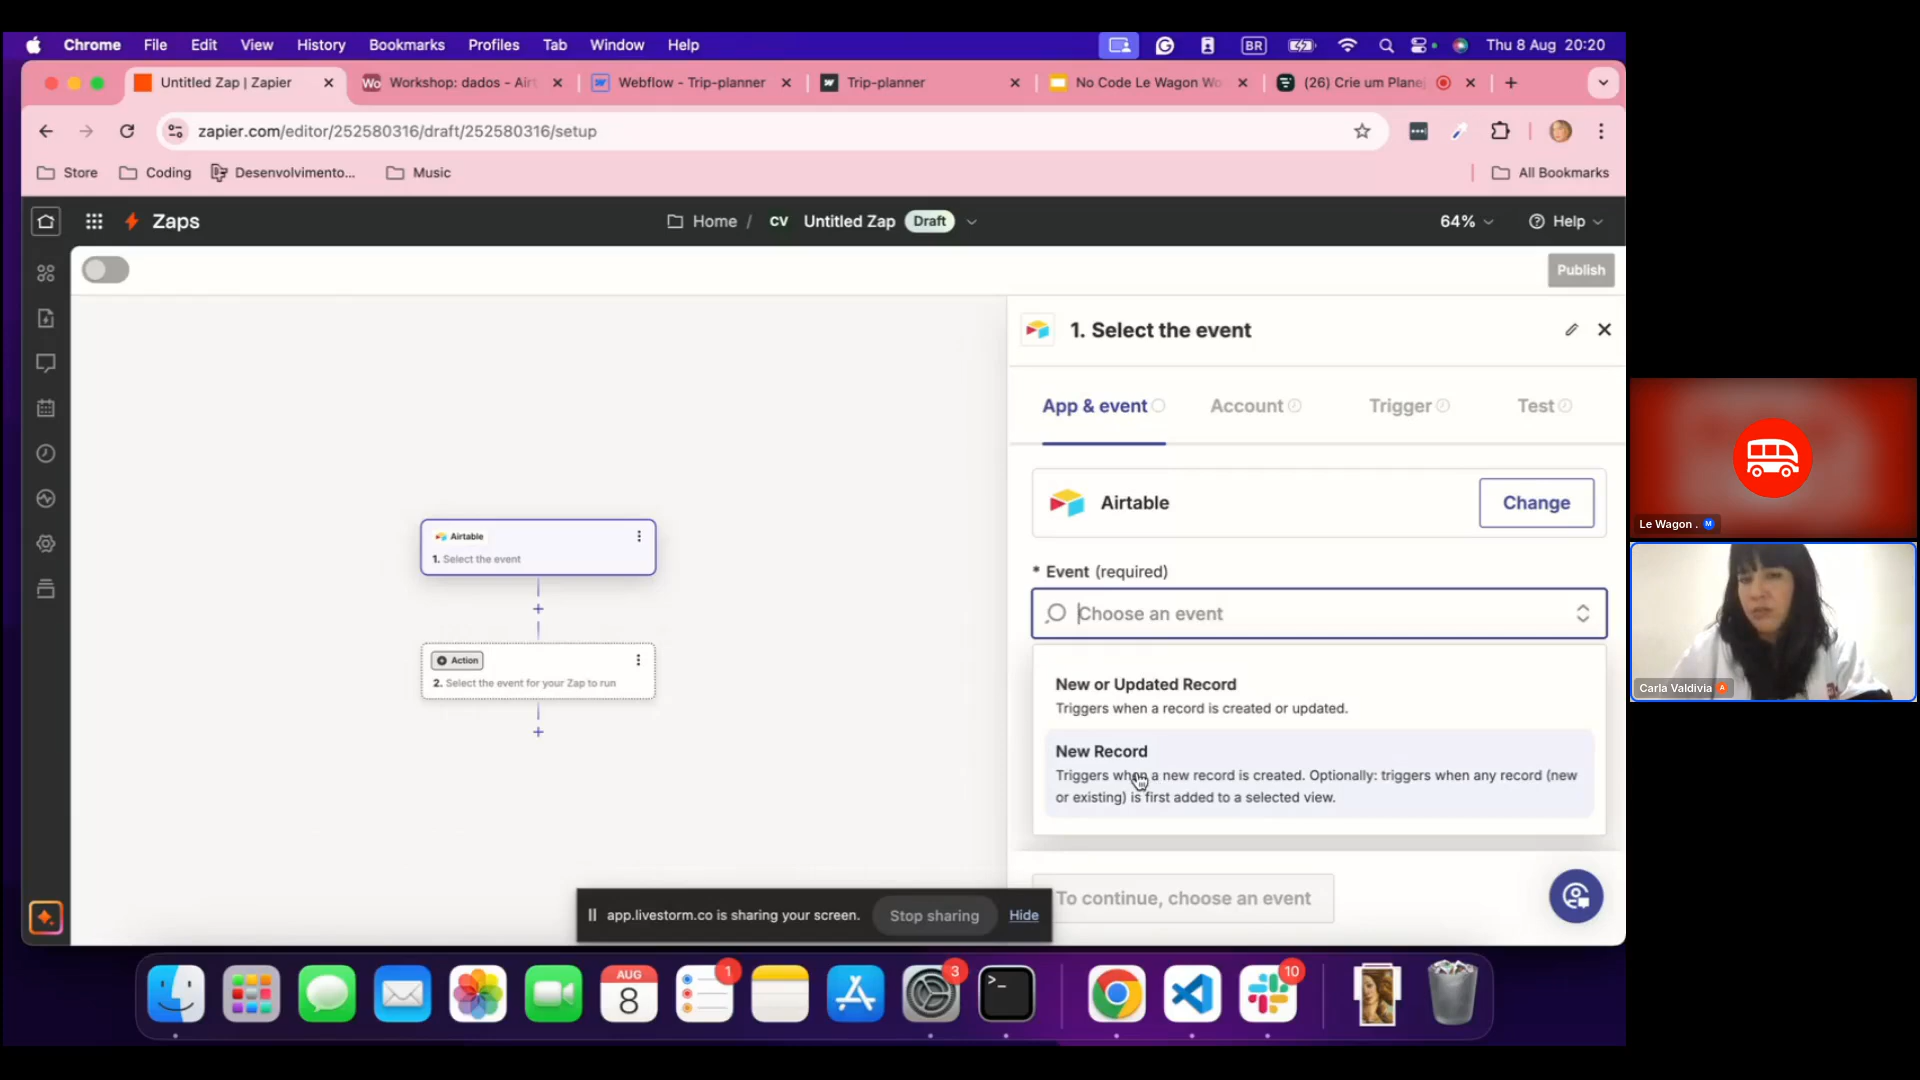 Chrome File Edit View History Bookmarks Profiles Tab Window Help BR Thu 8 Aug 20:20
Untitled Zap | Zapier Workshop: dados - Airt Webflow - Trip-planner Trip-planner No Code Le Wagon Wo (26) Crie um Plane
zapier.com/editor/252580316/draft/252580316/setup
Store Coding Desenvolvimento... Music All Bookmarks
Zaps Home / CV Untitled Zap Draft 64% Help
Publish
1. Select the event
App & event Account Trigger Test
Airtable Change
* Event (required)
Choose an event
New or Updated Record
Triggers when a record is created or updated.
New Record
Triggers when a new record is created. Optionally: triggers when any record (new
or existing) is first added to a selected view.
To continue, choose an event
Airtable
1. Select the event
Action
2. Select the event for your Zap to run
app.livestorm.co is sharing your screen. Stop sharing Hide
AUG
8
1
3
10
Le Wagon . M
Carla Valdivia A